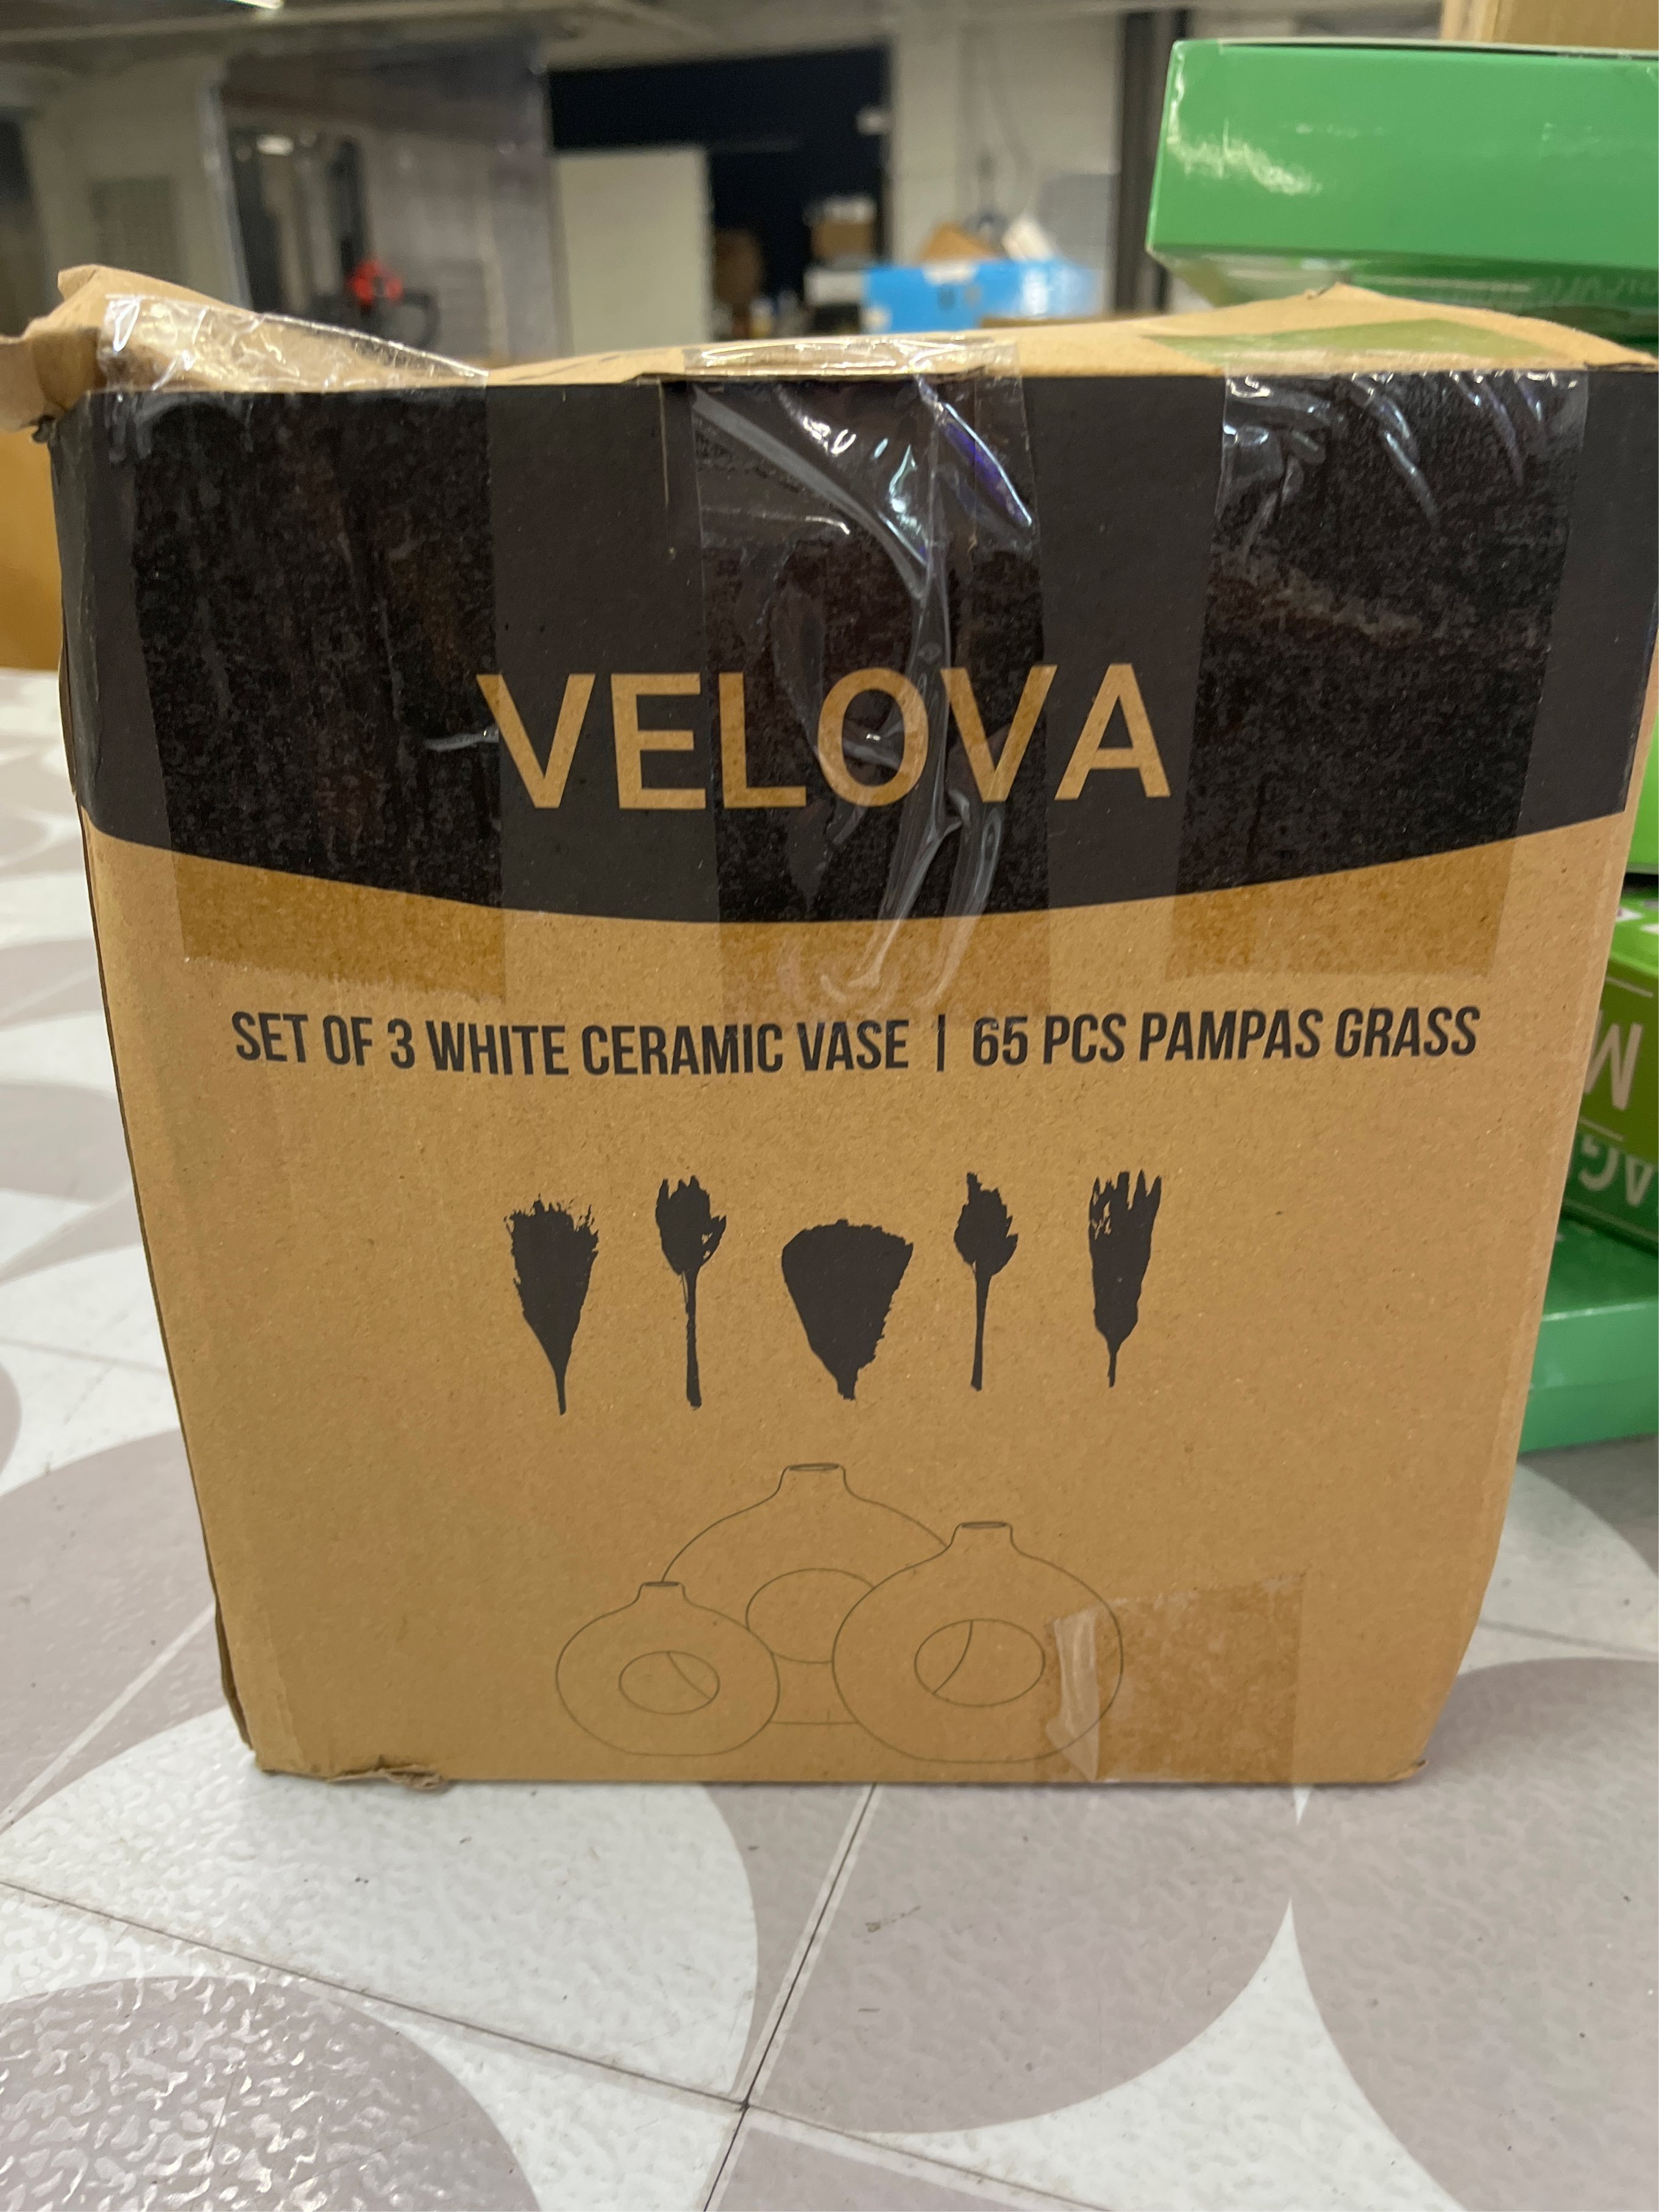 VELOVA
SET OF 3 WHITE CERAMIC VASE | 65 PCS PAMPAS GRASS